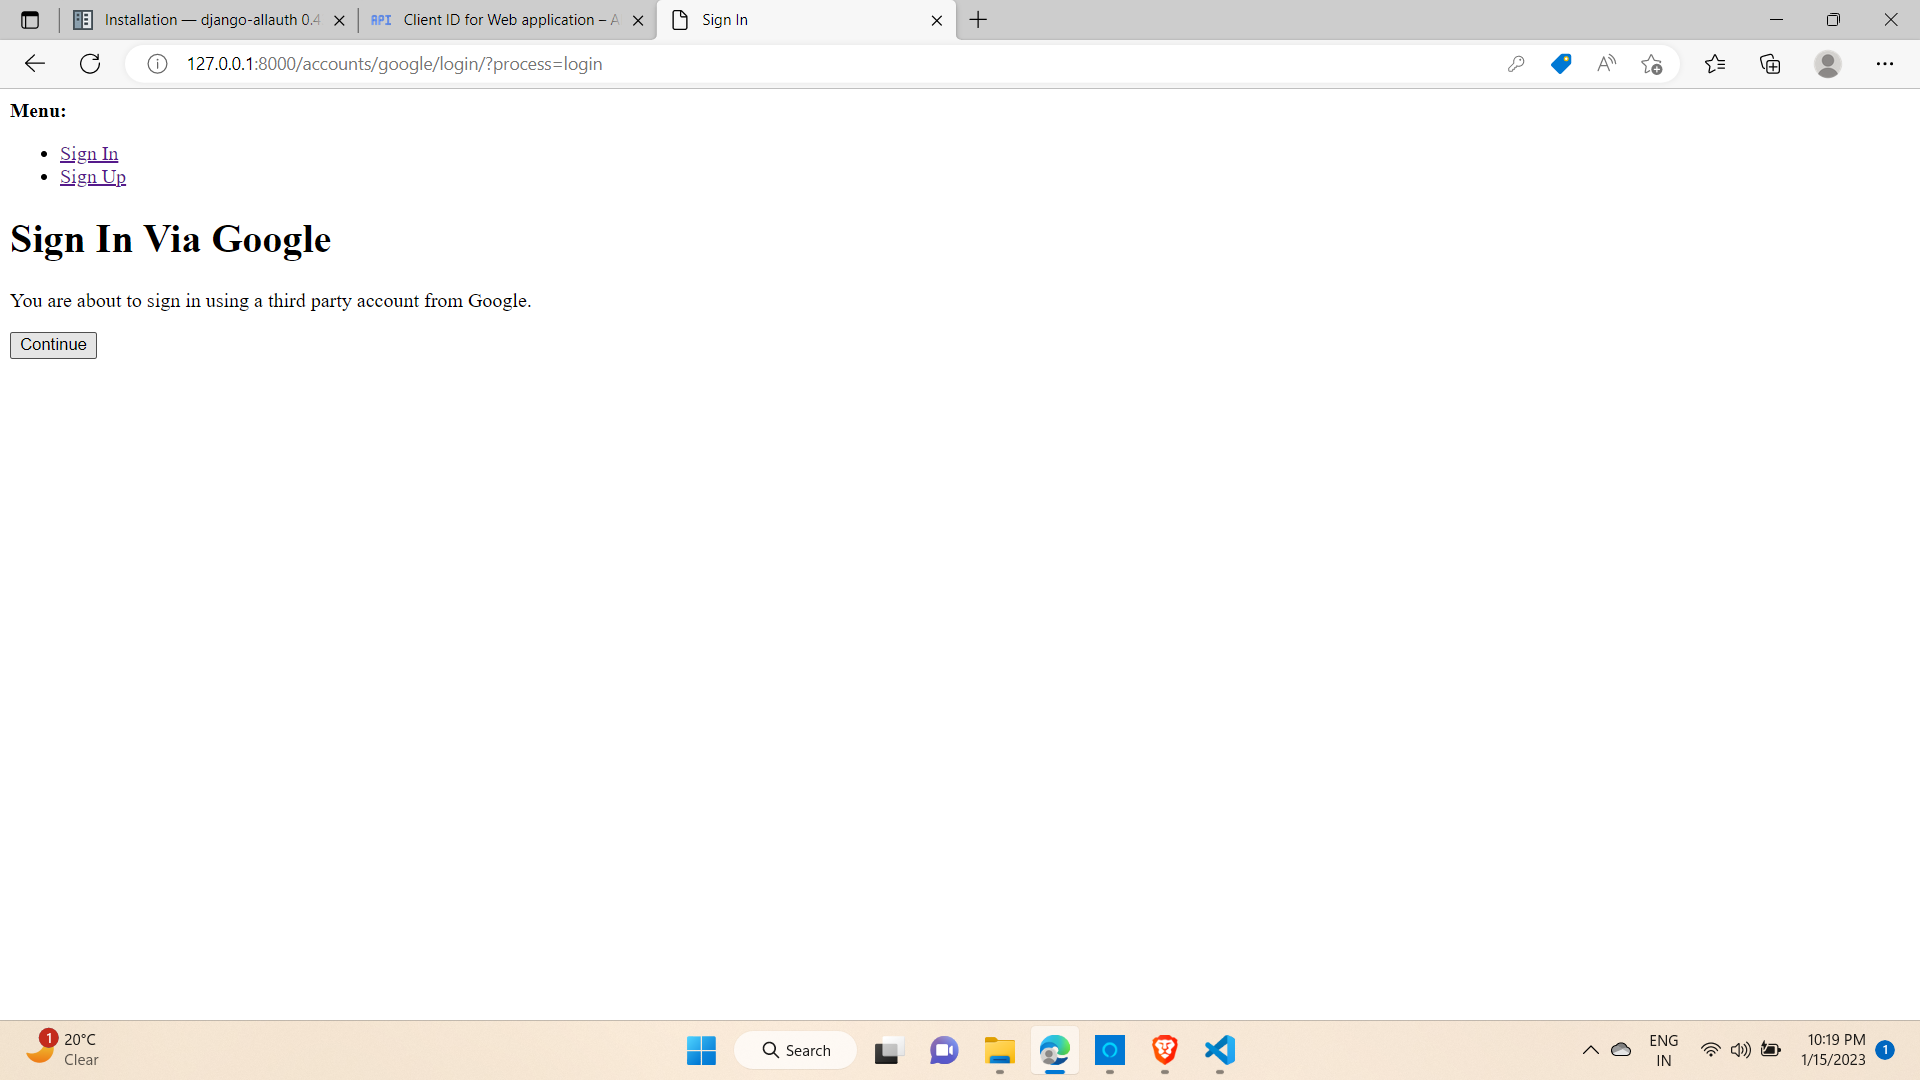 Installation — django-allauth 0.4
API Client ID for Web application – A
Sign In
127.0.0.1:8000/accounts/google/login/?process=login
Menu:
Sign In
Sign Up
Sign In Via Google
You are about to sign in using a third party account from Google.
Continue
1
20°C
Clear
Search
ENG
IN
10:19 PM
1/15/2023
1